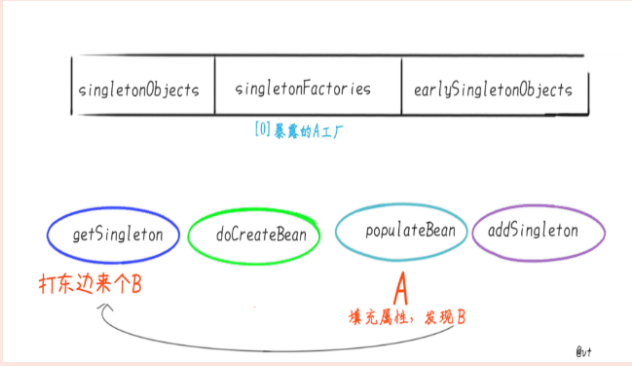 singletonObjects singletonFactories earlySingletonObjects
[0]暴露的A工厂
getSingleton doCreateBean populateBean addSingleton
打东边来个B
A
填充属性，发现B
@vt